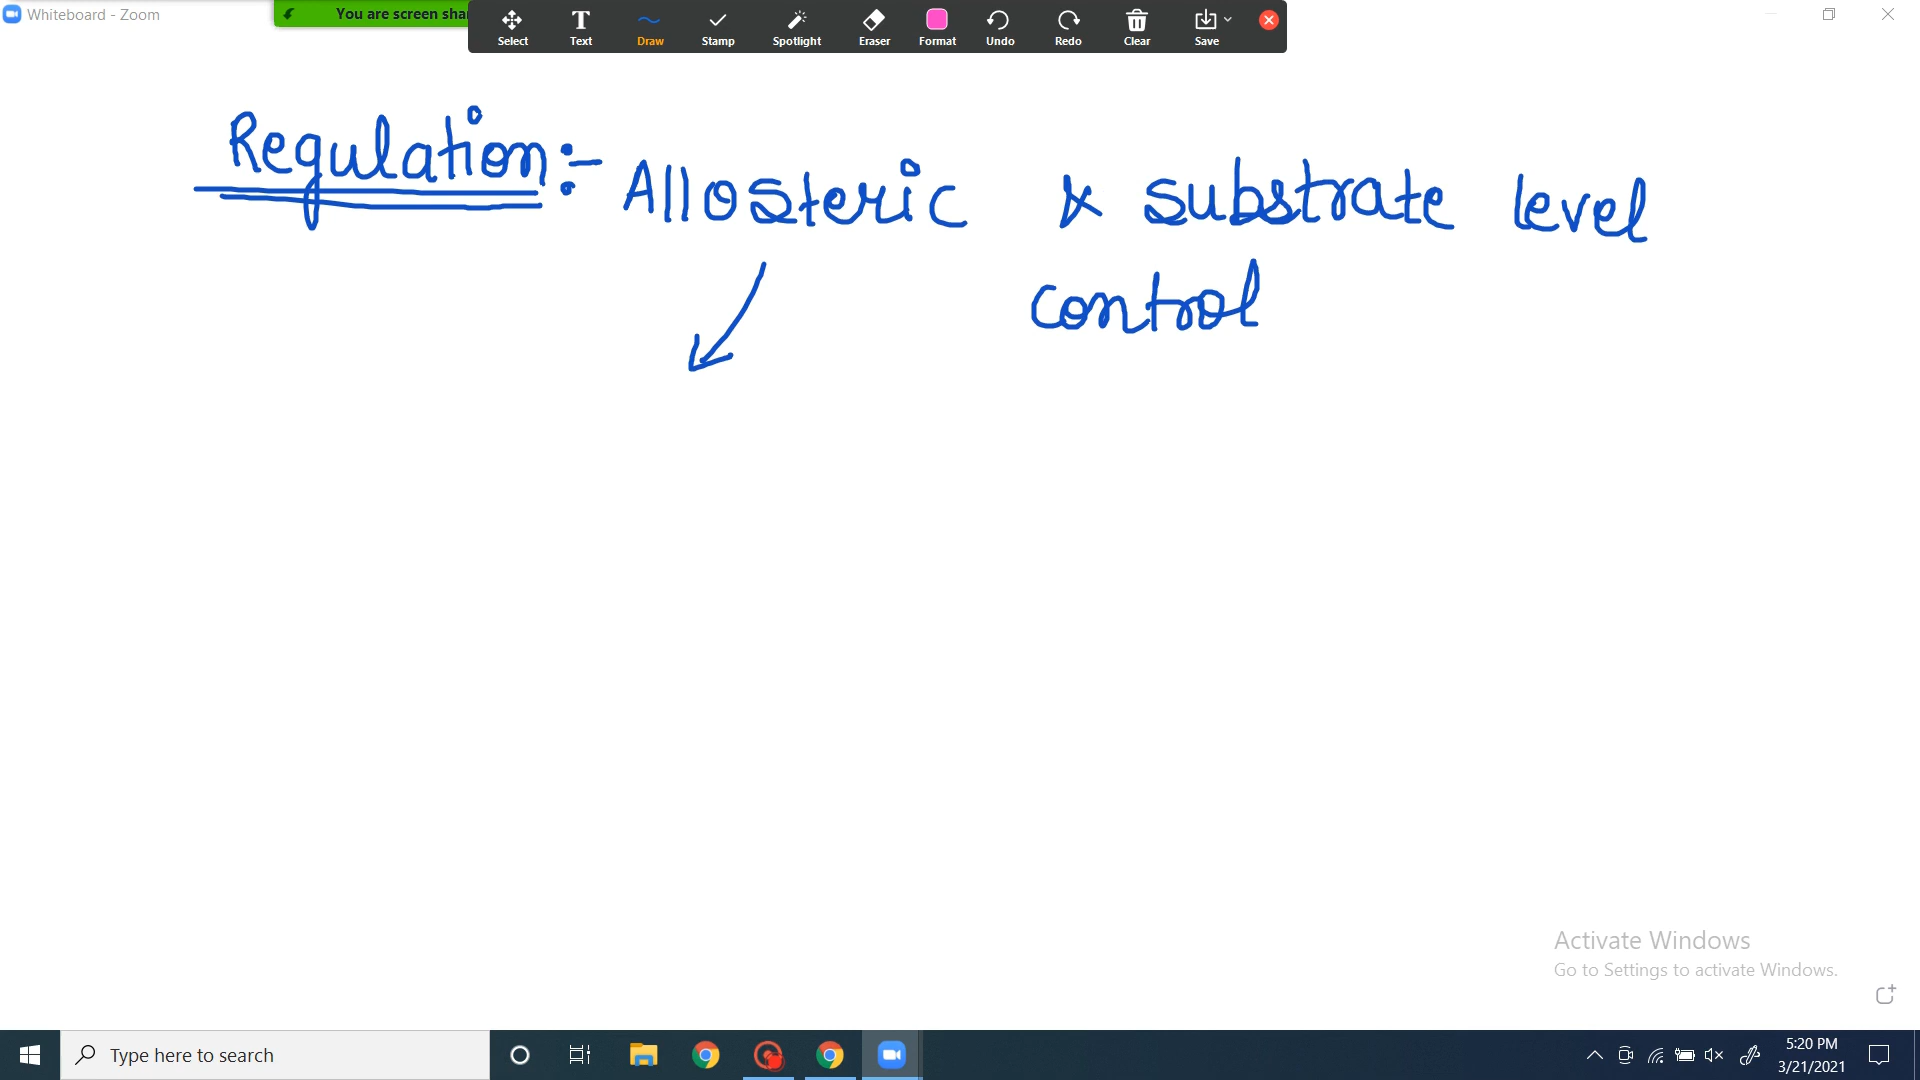 Whiteboard - Zoom
You are screen sha
Select Text Draw Stamp Spotlight Eraser Format Undo Redo Clear Save
Regulation:- Allosteric & substrate level
control
Activate Windows
Go to Settings to activate Windows.
Type here to search
5:20 PM
3/21/2021